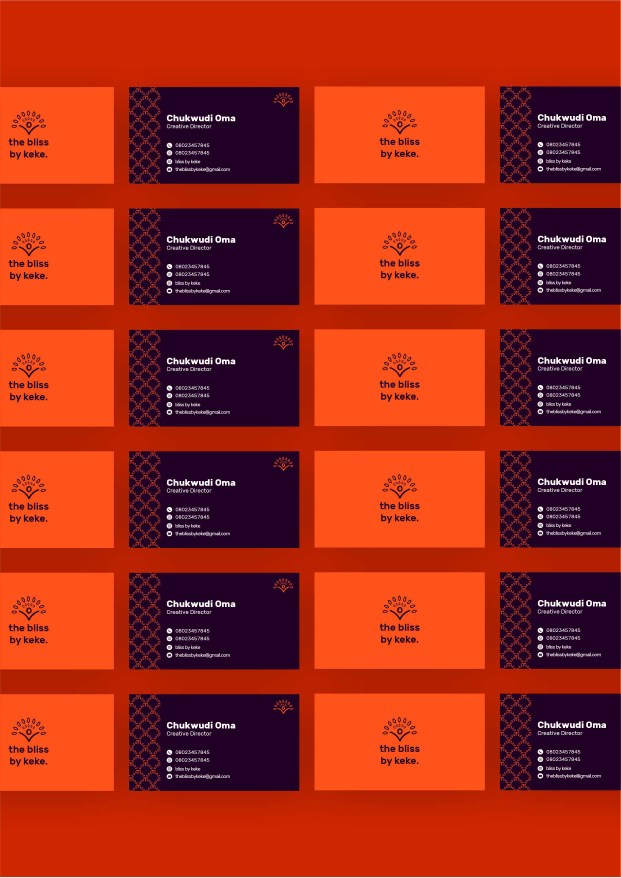 the bliss
by keke.
Chukwudi Oma
Creative Director
08023457845
08023457845
bliss by keke
theblissbykeke@gmail.com
the bliss
by keke.
Chukwudi Oma
Creative Director
08023457845
08023457845
bliss by keke
theblissbykeke@gmail.com
the bliss
by keke.
Chukwudi Oma
Creative Director
08023457845
08023457845
bliss by keke
theblissbykeke@gmail.com
the bliss
by keke.
Chukwudi Oma
Creative Director
08023457845
08023457845
bliss by keke
theblissbykeke@gmail.com
the bliss
by keke.
Chukwudi Oma
Creative Director
08023457845
08023457845
bliss by keke
theblissbykeke@gmail.com
the bliss
by keke.
Chukwudi Oma
Creative Director
08023457845
08023457845
bliss by keke
theblissbykeke@gmail.com
the bliss
by keke.
Chukwudi Oma
Creative Director
08023457845
08023457845
bliss by keke
theblissbykeke@gmail.com
the bliss
by keke.
Chukwudi Oma
Creative Director
08023457845
08023457845
bliss by keke
theblissbykeke@gmail.com
the bliss
by keke.
Chukwudi Oma
Creative Director
08023457845
08023457845
bliss by keke
theblissbykeke@gmail.com
the bliss
by keke.
Chukwudi Oma
Creative Director
08023457845
08023457845
bliss by keke
theblissbykeke@gmail.com
the bliss
by keke.
Chukwudi Oma
Creative Director
08023457845
08023457845
bliss by keke
theblissbykeke@gmail.com
the bliss
by keke.
Chukwudi Oma
Creative Director
08023457845
08023457845
bliss by keke
theblissbykeke@gmail.com